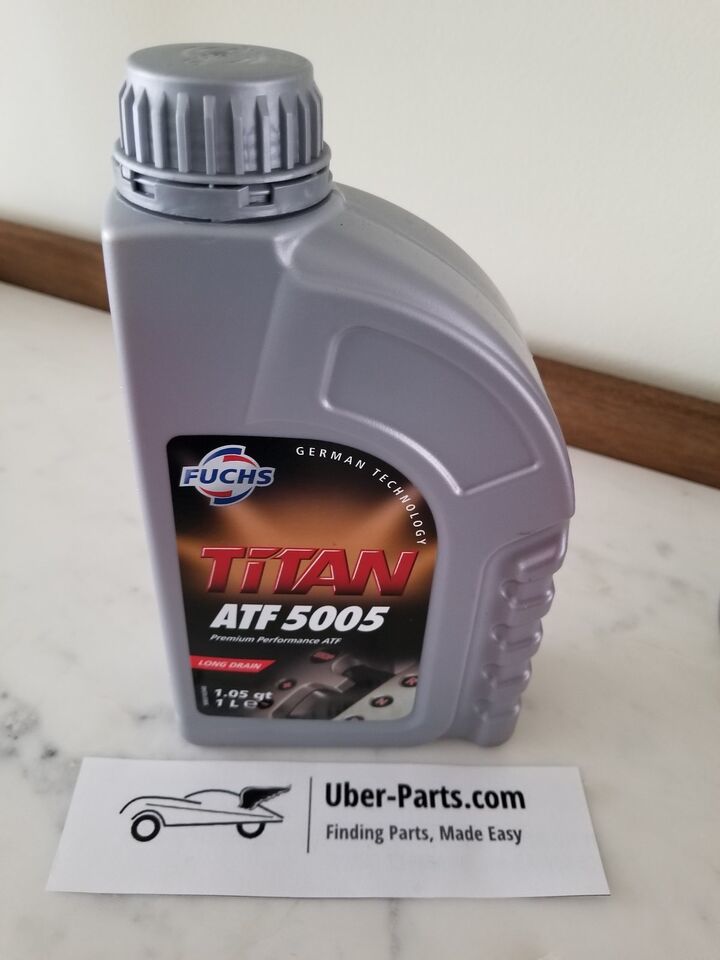 FUCHS
GERMAN TECHNOLOGY
TiTAN
ATF 5005
Premium Performance ATF
LONG DRAIN
1.05 qt
1 L e
Uber-Parts.com
Finding Parts, Made Easy